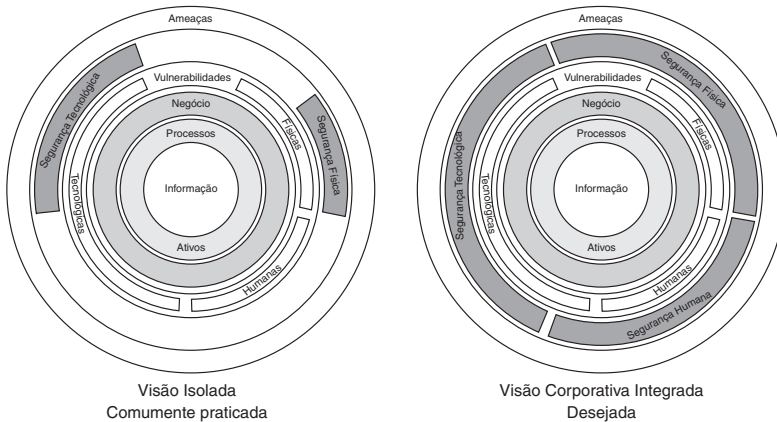 Ameaças
Segurança Tecnológica
Vulnerabilidades
Negócio
Processos
Informação
Ativos
Físicas
Segurança Física
Tecnológicas
Humanas
Visão Isolada
Comumente praticada
Ameaças
Segurança Física
Segurança Tecnológica
Vulnerabilidades
Negócio
Processos
Informação
Ativos
Físicas
Tecnológicas
Humanas
Segurança Humana
Visão Corporativa Integrada
Desejada